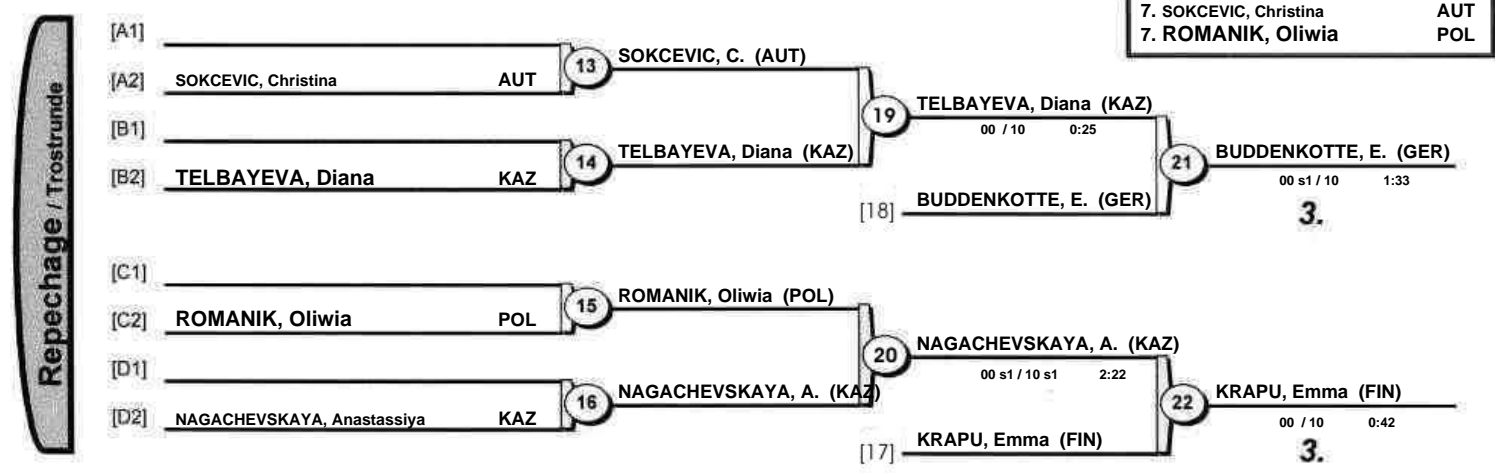 7. SOKCEVIC, Christina AUT
7. ROMANIK, Oliwia POL
Repechage / Trostrunde
[A1]
SOKCEVIC, C. (AUT)
13
[A2] SOKCEVIC, Christina AUT
TELBAYEVA, Diana (KAZ)
19
00 / 10 0:25
[B1]
TELBAYEVA, Diana (KAZ)
14
BUDDENKOTTE, E. (GER)
21
[B2] TELBAYEVA, Diana KAZ
00 s1 / 10 1:33
[18] BUDDENKOTTE, E. (GER)
3.
[C1]
ROMANIK, Oliwia (POL)
15
[C2] ROMANIK, Oliwia POL
NAGACHEVSKAYA, A. (KAZ)
20
00 s1 / 10 s1 2:22
[D1]
NAGACHEVSKAYA, A. (KAZ)
16
KRAPU, Emma (FIN)
22
[D2] NAGACHEVSKAYA, Anastassiya KAZ
00 / 10 0:42
[17] KRAPU, Emma (FIN)
3.